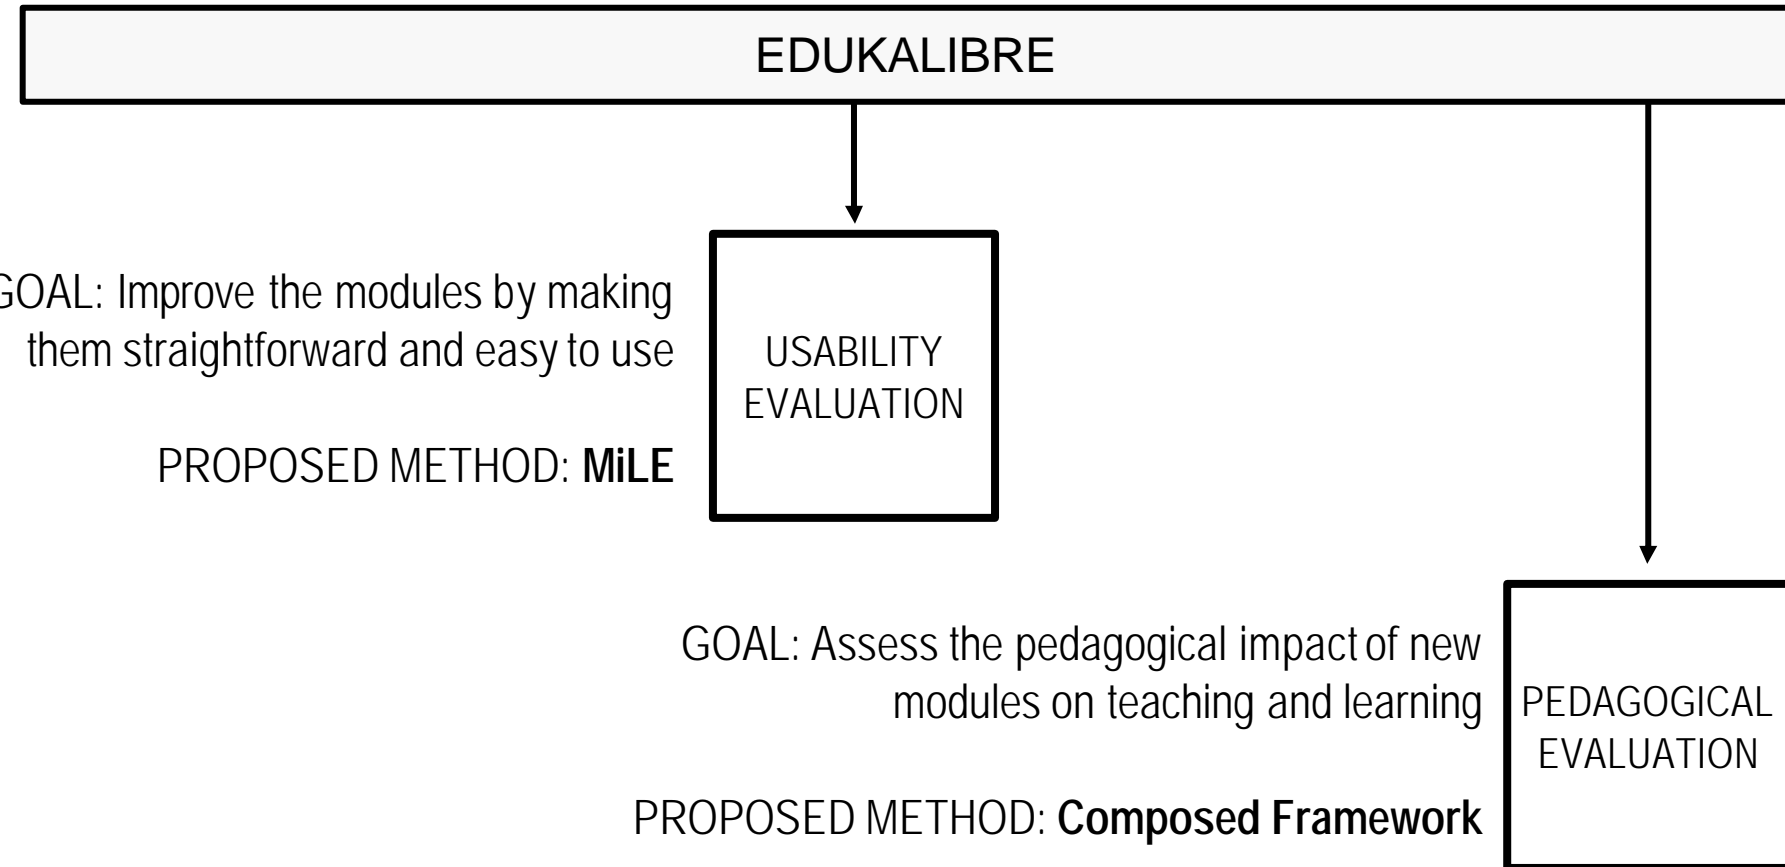 EDUKALIBRE
GOAL: Improve the modules by making
them straightforward and easy to use
PROPOSED METHOD: MiLE
USABILITY
EVALUATION
GOAL: Assess the pedagogical impact of new
modules on teaching and learning
PROPOSED METHOD: Composed Framework
PEDAGOGICAL
EVALUATION